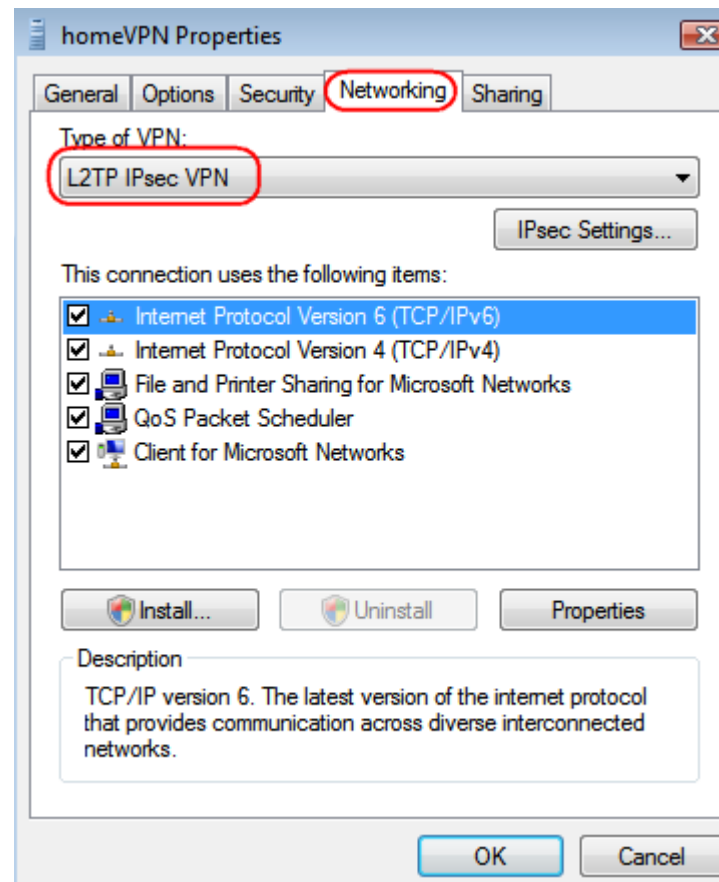 homeVPN Properties
General Options Security Networking Sharing
Type of VPN:
L2TP IPsec VPN
IPsec Settings...
This connection uses the following items:
Internet Protocol Version 6 (TCP/IPv6)
Internet Protocol Version 4 (TCP/IPv4)
File and Printer Sharing for Microsoft Networks
QoS Packet Scheduler
Client for Microsoft Networks
Install... Uninstall Properties
Description
TCP/IP version 6. The latest version of the internet protocol
that provides communication across diverse interconnected
networks.
OK Cancel